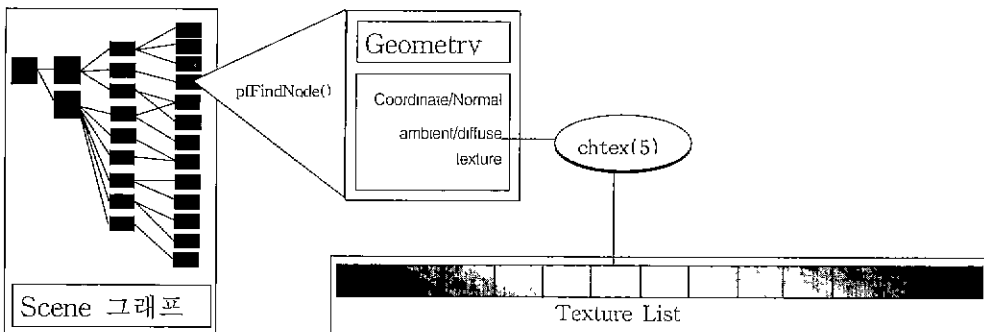 pfFindNode()
Geometry
Coordinate/Normal
ambient/diffuse
texture
chtex(5)
Scene 그래프
Texture List